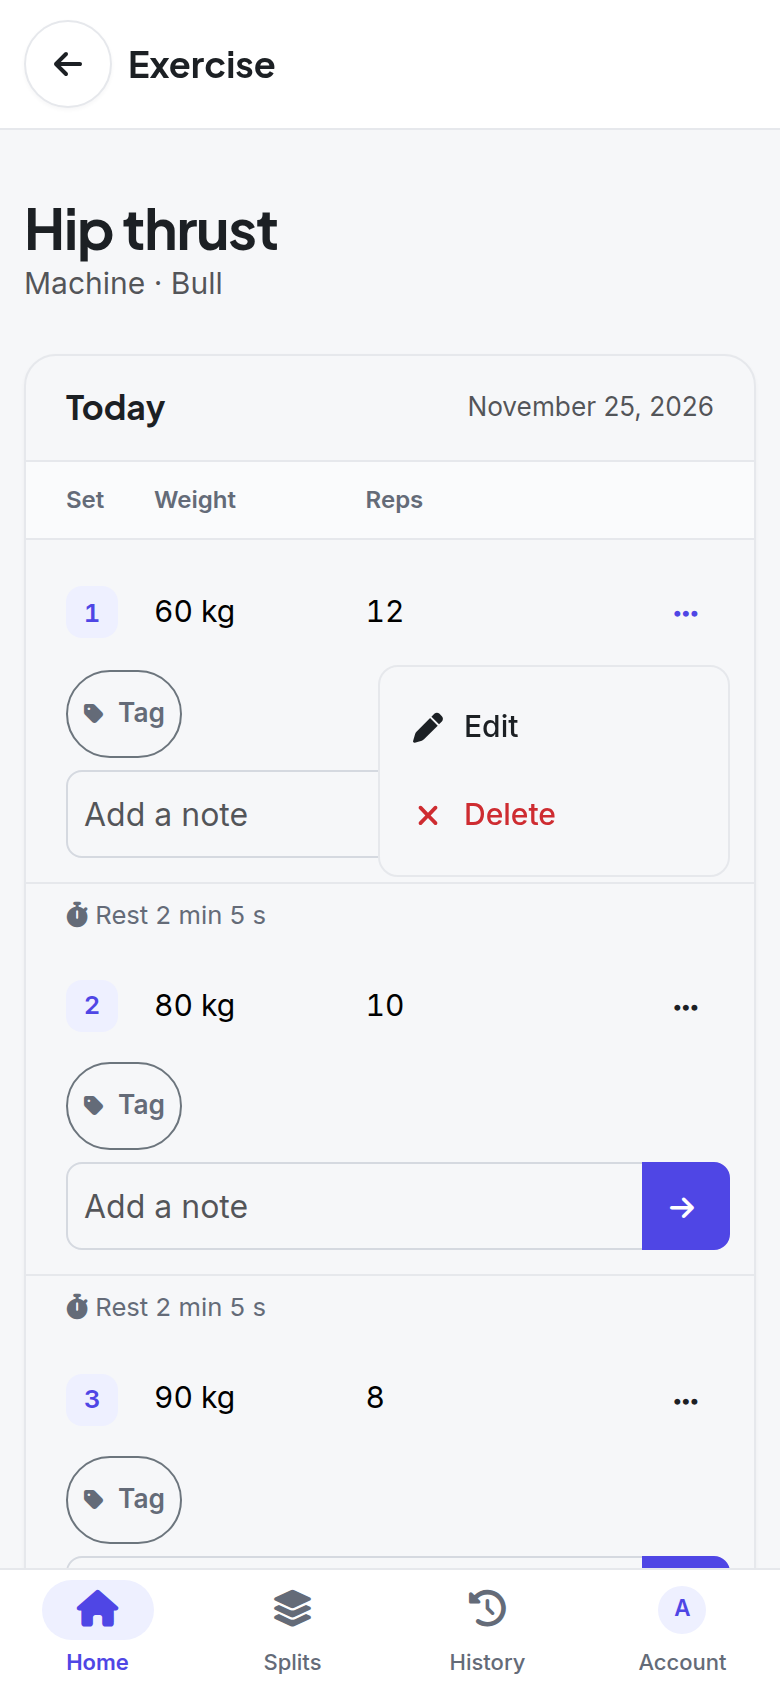 Exercise
Hip thrust
Machine · Bull
Today November 25, 2026
Set Weight Reps
1 60 kg 12
Tag
Edit
Add a note
Delete
Rest 2 min 5 s
2 80 kg 10
Tag
Add a note
Rest 2 min 5 s
3 90 kg 8
Tag
A
Home Splits History Account